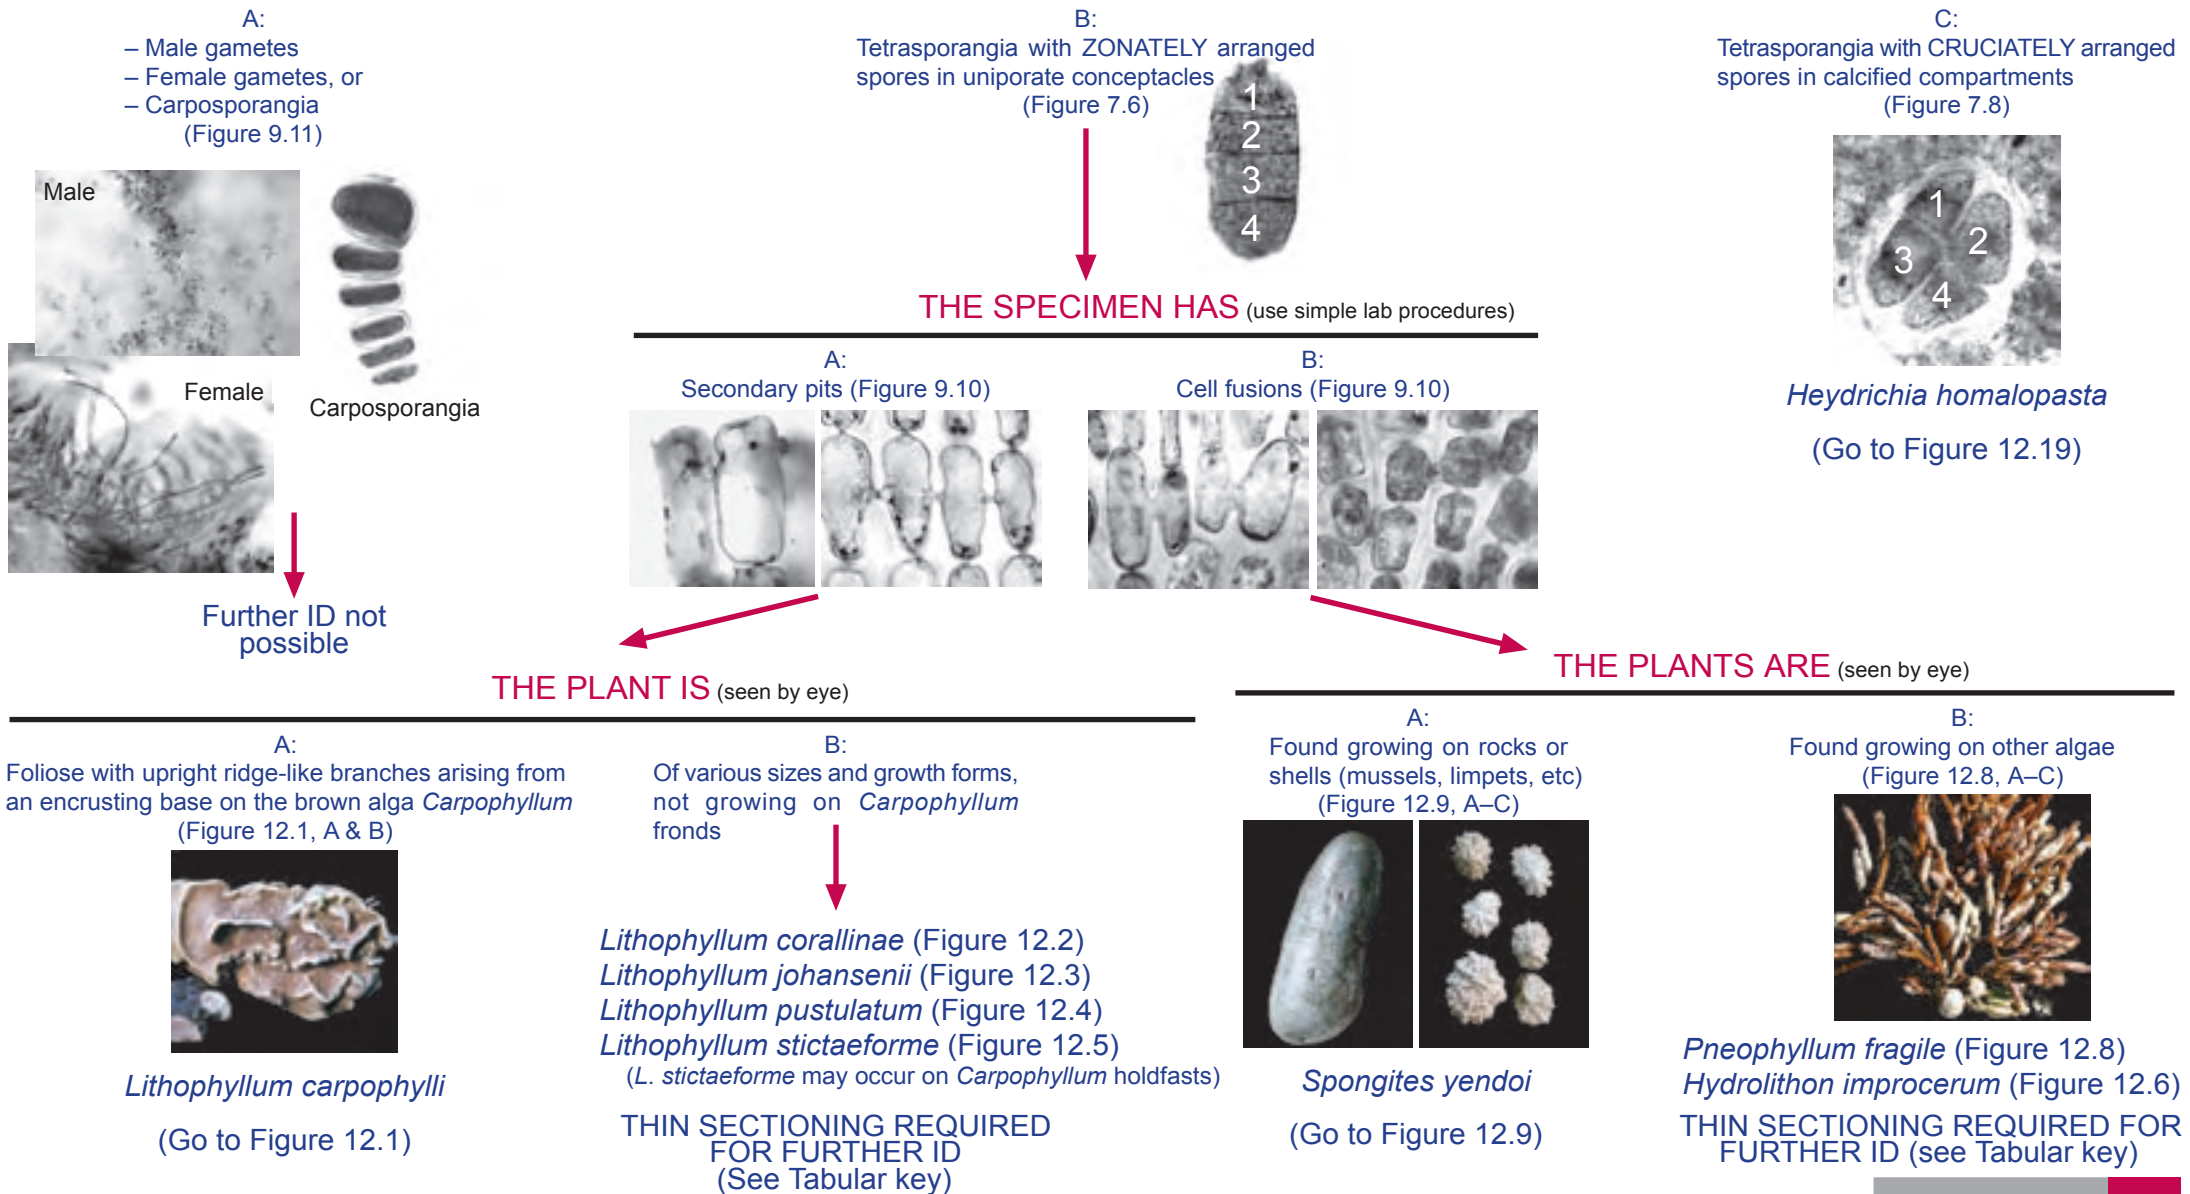 A:
– Male gametes
– Female gametes, or
– Carposporangia
(Figure 9.11)
Male
Female
Carposporangia
Further ID not
possible
B:
Tetrasporangia with ZONATELY arranged
spores in uniporate conceptacles
(Figure 7.6)
1
2
3
4
C:
Tetrasporangia with CRUCIATELY arranged
spores in calcified compartments
(Figure 7.8)
1
2
3
4
Heydrichia homalopasta
(Go to Figure 12.19)
THE SPECIMEN HAS (use simple lab procedures)
A:
Secondary pits (Figure 9.10)
B:
Cell fusions (Figure 9.10)
THE PLANT IS (seen by eye)
A:
Foliose with upright ridge-like branches arising from
an encrusting base on the brown alga Carpophyllum
(Figure 12.1, A & B)
Lithophyllum carpophylli
(Go to Figure 12.1)
B:
Of various sizes and growth forms,
not growing on Carpophyllum
fronds
Lithophyllum corallinae (Figure 12.2)
Lithophyllum johansenii (Figure 12.3)
Lithophyllum pustulatum (Figure 12.4)
Lithophyllum stictaeforme (Figure 12.5)
(L. stictaeforme may occur on Carpophyllum holdfasts)
THIN SECTIONING REQUIRED
FOR FURTHER ID
(See Tabular key)
THE PLANTS ARE (seen by eye)
A:
Found growing on rocks or
shells (mussels, limpets, etc)
(Figure 12.9, A–C)
Spongites yendoi
(Go to Figure 12.9)
B:
Found growing on other algae
(Figure 12.8, A–C)
Pneophyllum fragile (Figure 12.8)
Hydrolithon improcerum (Figure 12.6)
THIN SECTIONING REQUIRED FOR
FURTHER ID (see Tabular key)